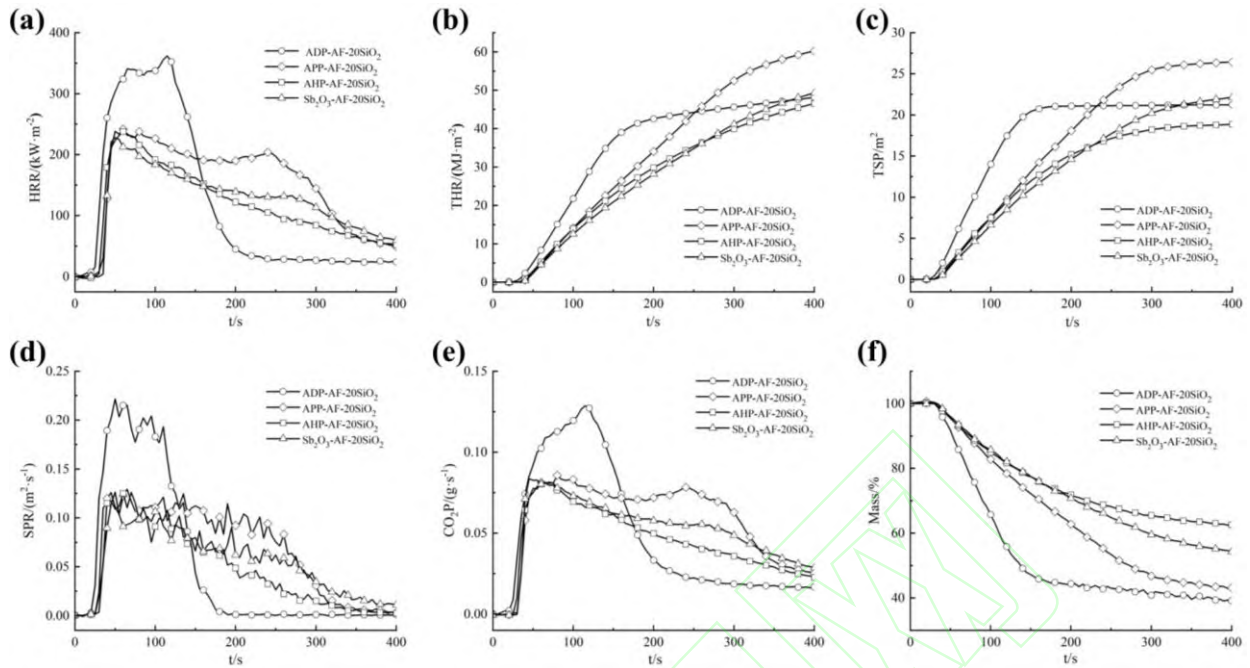 (a)
400
350
300
250
200
150
100
50
0
HRR/(kW·m⁻²)
ADP-AF-20SiO₂
APP-AF-20SiO₂
AHP-AF-20SiO₂
Sb₂O₃-AF-20SiO₂
0 100 200 300 400
t/s
(b)
60
50
40
30
20
10
0
THR/(MJ·m⁻²)
ADP-AF-20SiO₂
APP-AF-20SiO₂
AHP-AF-20SiO₂
Sb₂O₃-AF-20SiO₂
0 100 200 300 400
t/s
(c)
30
25
20
15
10
5
0
TSP/m²
ADP-AF-20SiO₂
APP-AF-20SiO₂
AHP-AF-20SiO₂
Sb₂O₃-AF-20SiO₂
0 100 200 300 400
t/s
(d)
0.25
0.20
0.15
0.10
0.05
0.00
SPR/(m²·s⁻¹)
ADP-AF-20SiO₂
APP-AF-20SiO₂
AHP-AF-20SiO₂
Sb₂O₃-AF-20SiO₂
0 100 200 300 400
t/s
(e)
0.15
0.10
0.05
0.00
CO₂P/(g·s⁻¹)
ADP-AF-20SiO₂
APP-AF-20SiO₂
AHP-AF-20SiO₂
Sb₂O₃-AF-20SiO₂
0 100 200 300 400
t/s
(f)
100
80
60
40
Mass/%
ADP-AF-20SiO₂
APP-AF-20SiO₂
AHP-AF-20SiO₂
Sb₂O₃-AF-20SiO₂
0 100 200 300 400
t/s